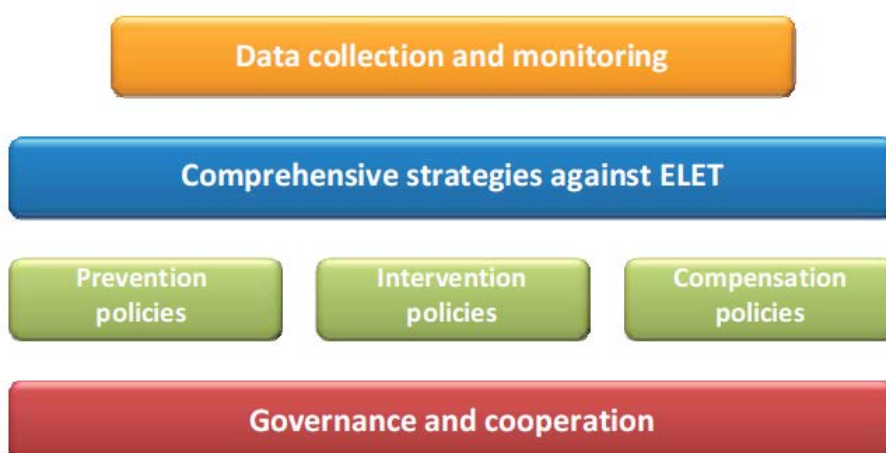 Data collection and monitoring
Comprehensive strategies against ELET
Prevention
policies
Intervention
policies
Compensation
policies
Governance and cooperation